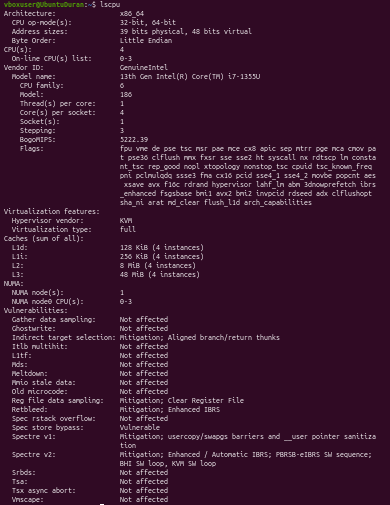 vboxuser@UbuntuDuran:~$ lscpu
Architecture: x86_64
CPU op-mode(s): 32-bit, 64-bit
Address sizes: 39 bits physical, 48 bits virtual
Byte Order: Little Endian
CPU(s): 4
On-line CPU(s) list: 0-3
Vendor ID: GenuineIntel
Model name: 13th Gen Intel(R) Core(TM) i7-1355U
CPU family: 6
Model: 186
Thread(s) per core: 1
Core(s) per socket: 4
Socket(s): 1
Stepping: 3
BogoMIPS: 5222.39
Flags: fpu vme de pse tsc msr pae mce cx8 apic sep mtrr pge mca cmov pa
t pse36 clflush mmx fxsr sse sse2 ht syscall nx rdtscp lm consta
nt_tsc rep_good nopl xtopology nonstop_tsc cpuid tsc_known_freq
pni pclmulqdq ssse3 fma cx16 pcid sse4_1 sse4_2 movbe popcnt aes
xsave avx f16c rdrand hypervisor lahf_lm abm 3dnowprefetch ibrs
_enhanced fsgsbase bmi1 avx2 bmi2 invpcid rdseed adx clflushopt
sha_ni arat md_clear flush_l1d arch_capabilities
Virtualization features:
Hypervisor vendor: KVM
Virtualization type: full
Caches (sum of all):
L1d: 128 KiB (4 instances)
L1i: 256 KiB (4 instances)
L2: 8 MiB (4 instances)
L3: 48 MiB (4 instances)
NUMA:
NUMA node(s): 1
NUMA node0 CPU(s): 0-3
Vulnerabilities:
Gather data sampling: Not affected
Ghostwrite: Not affected
Indirect target selection: Mitigation; Aligned branch/return thunks
Itlb multihit: Not affected
L1tf: Not affected
Mds: Not affected
Meltdown: Not affected
Mmio stale data: Not affected
Old microcode: Not affected
Reg file data sampling: Mitigation; Clear Register File
Retbleed: Mitigation; Enhanced IBRS
Spec rstack overflow: Not affected
Spec store bypass: Vulnerable
Spectre v1: Mitigation; usercopy/swapgs barriers and __user pointer sanitiza
tion
Spectre v2: Mitigation; Enhanced / Automatic IBRS; PBRSB-eIBRS SW sequence;
BHI SW loop, KVM SW loop
Srbds: Not affected
Tsa: Not affected
Tsx async abort: Not affected
Vmscape: Not affected